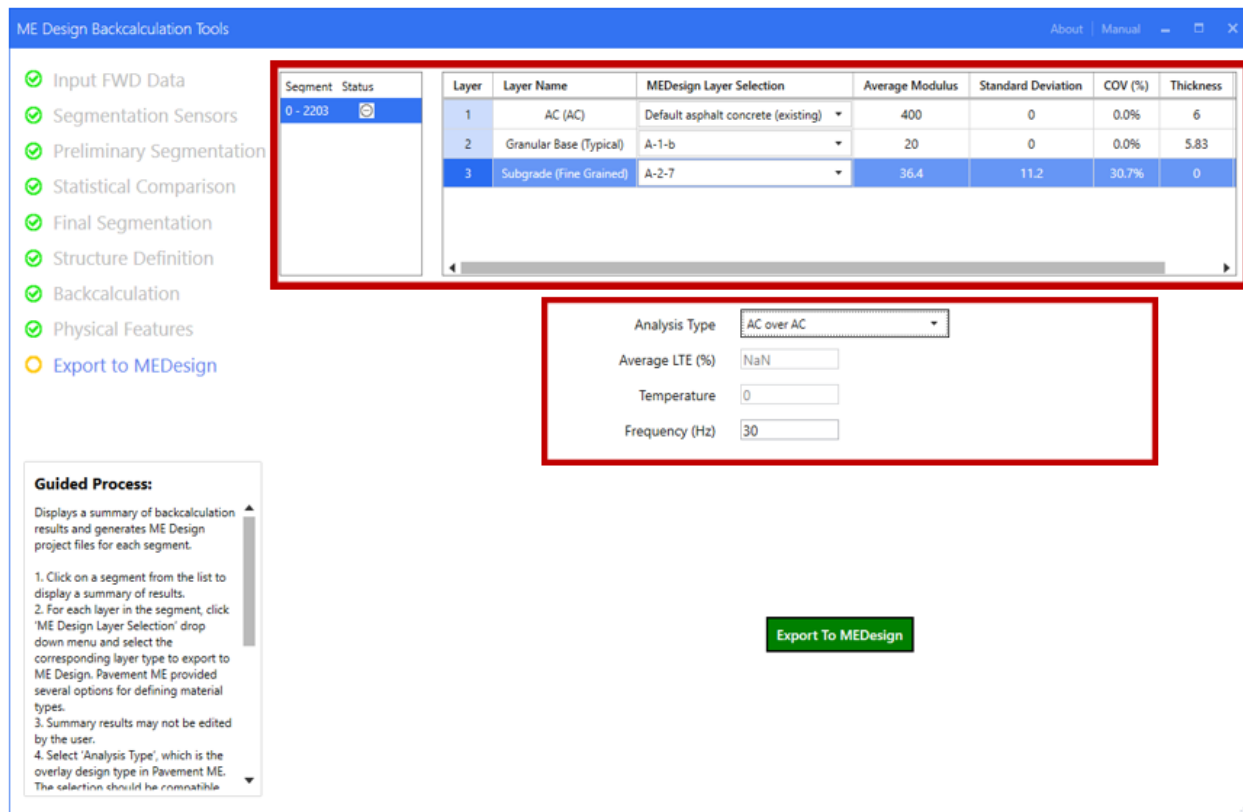 ME Design Backcalculation Tools
About | Manual
Input FWD Data
Segmentation Sensors
Preliminary Segmentation
Statistical Comparison
Final Segmentation
Structure Definition
Backcalculation
Physical Features
Export to MEDesign
Segment Status
0 - 2203
Layer Layer Name MEDesign Layer Selection Average Modulus Standard Deviation COV (%) Thickness
1 AC (AC) Default asphalt concrete (existing) 400 0 0.0% 6
2 Granular Base (Typical) A-1-b 20 0 0.0% 5.83
3 Subgrade (Fine Grained) A-2-7 36.4 11.2 30.7% 0
Analysis Type AC over AC
Average LTE (%) NaN
Temperature 0
Frequency (Hz) 30
Guided Process:
Displays a summary of backcalculation
results and generates ME Design
project files for each segment.
1. Click on a segment from the list to
display a summary of results.
2. For each layer in the segment, click
'ME Design Layer Selection' drop
down menu and select the
corresponding layer type to export to
ME Design. Pavement ME provided
several options for defining material
types.
3. Summary results may not be edited
by the user.
4. Select 'Analysis Type', which is the
overlay design type in Pavement ME.
The selection should be compatible
Export To MEDesign